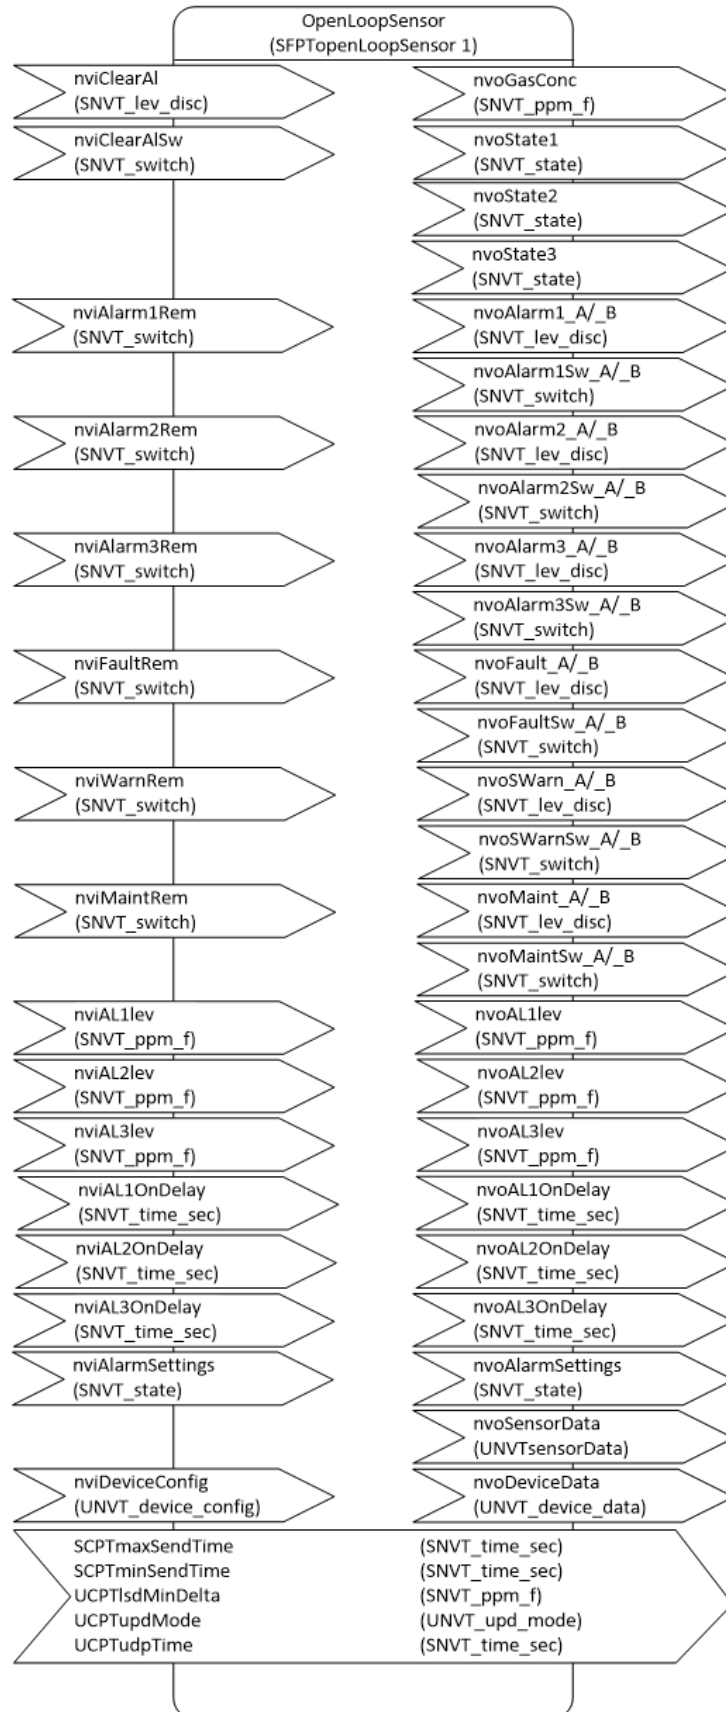 OpenLoopSensor
(SFPTopenLoopSensor 1)
nviClearAl
(SNVT_lev_disc)
nvoGasConc
(SNVT_ppm_f)
nviClearAlSw
(SNVT_switch)
nvoState1
(SNVT_state)
nvoState2
(SNVT_state)
nvoState3
(SNVT_state)
nviAlarm1Rem
(SNVT_switch)
nvoAlarm1_A/_B
(SNVT_lev_disc)
nvoAlarm1Sw_A/_B
(SNVT_switch)
nviAlarm2Rem
(SNVT_switch)
nvoAlarm2_A/_B
(SNVT_lev_disc)
nvoAlarm2Sw_A/_B
(SNVT_switch)
nviAlarm3Rem
(SNVT_switch)
nvoAlarm3_A/_B
(SNVT_lev_disc)
nvoAlarm3Sw_A/_B
(SNVT_switch)
nviFaultRem
(SNVT_switch)
nvoFault_A/_B
(SNVT_lev_disc)
nvoFaultSw_A/_B
(SNVT_switch)
nviWarnRem
(SNVT_switch)
nvoSWarn_A/_B
(SNVT_lev_disc)
nvoSWarnSw_A/_B
(SNVT_switch)
nviMaintRem
(SNVT_switch)
nvoMaint_A/_B
(SNVT_lev_disc)
nvoMaintSw_A/_B
(SNVT_switch)
nviAL1lev
(SNVT_ppm_f)
nvoAL1lev
(SNVT_ppm_f)
nviAL2lev
(SNVT_ppm_f)
nvoAL2lev
(SNVT_ppm_f)
nviAL3lev
(SNVT_ppm_f)
nvoAL3lev
(SNVT_ppm_f)
nviAL1OnDelay
(SNVT_time_sec)
nvoAL1OnDelay
(SNVT_time_sec)
nviAL2OnDelay
(SNVT_time_sec)
nvoAL2OnDelay
(SNVT_time_sec)
nviAL3OnDelay
(SNVT_time_sec)
nvoAL3OnDelay
(SNVT_time_sec)
nviAlarmSettings
(SNVT_state)
nvoAlarmSettings
(SNVT_state)
nvoSensorData
(UNVTsensorData)
nviDeviceConfig
(UNVT_device_config)
nvoDeviceData
(UNVT_device_data)
SCPTmaxSendTime (SNVT_time_sec)
SCPTminSendTime (SNVT_time_sec)
UCPTlsdMinDelta (SNVT_ppm_f)
UCPTupdMode (UNVT_upd_mode)
UCPTudpTime (SNVT_time_sec)